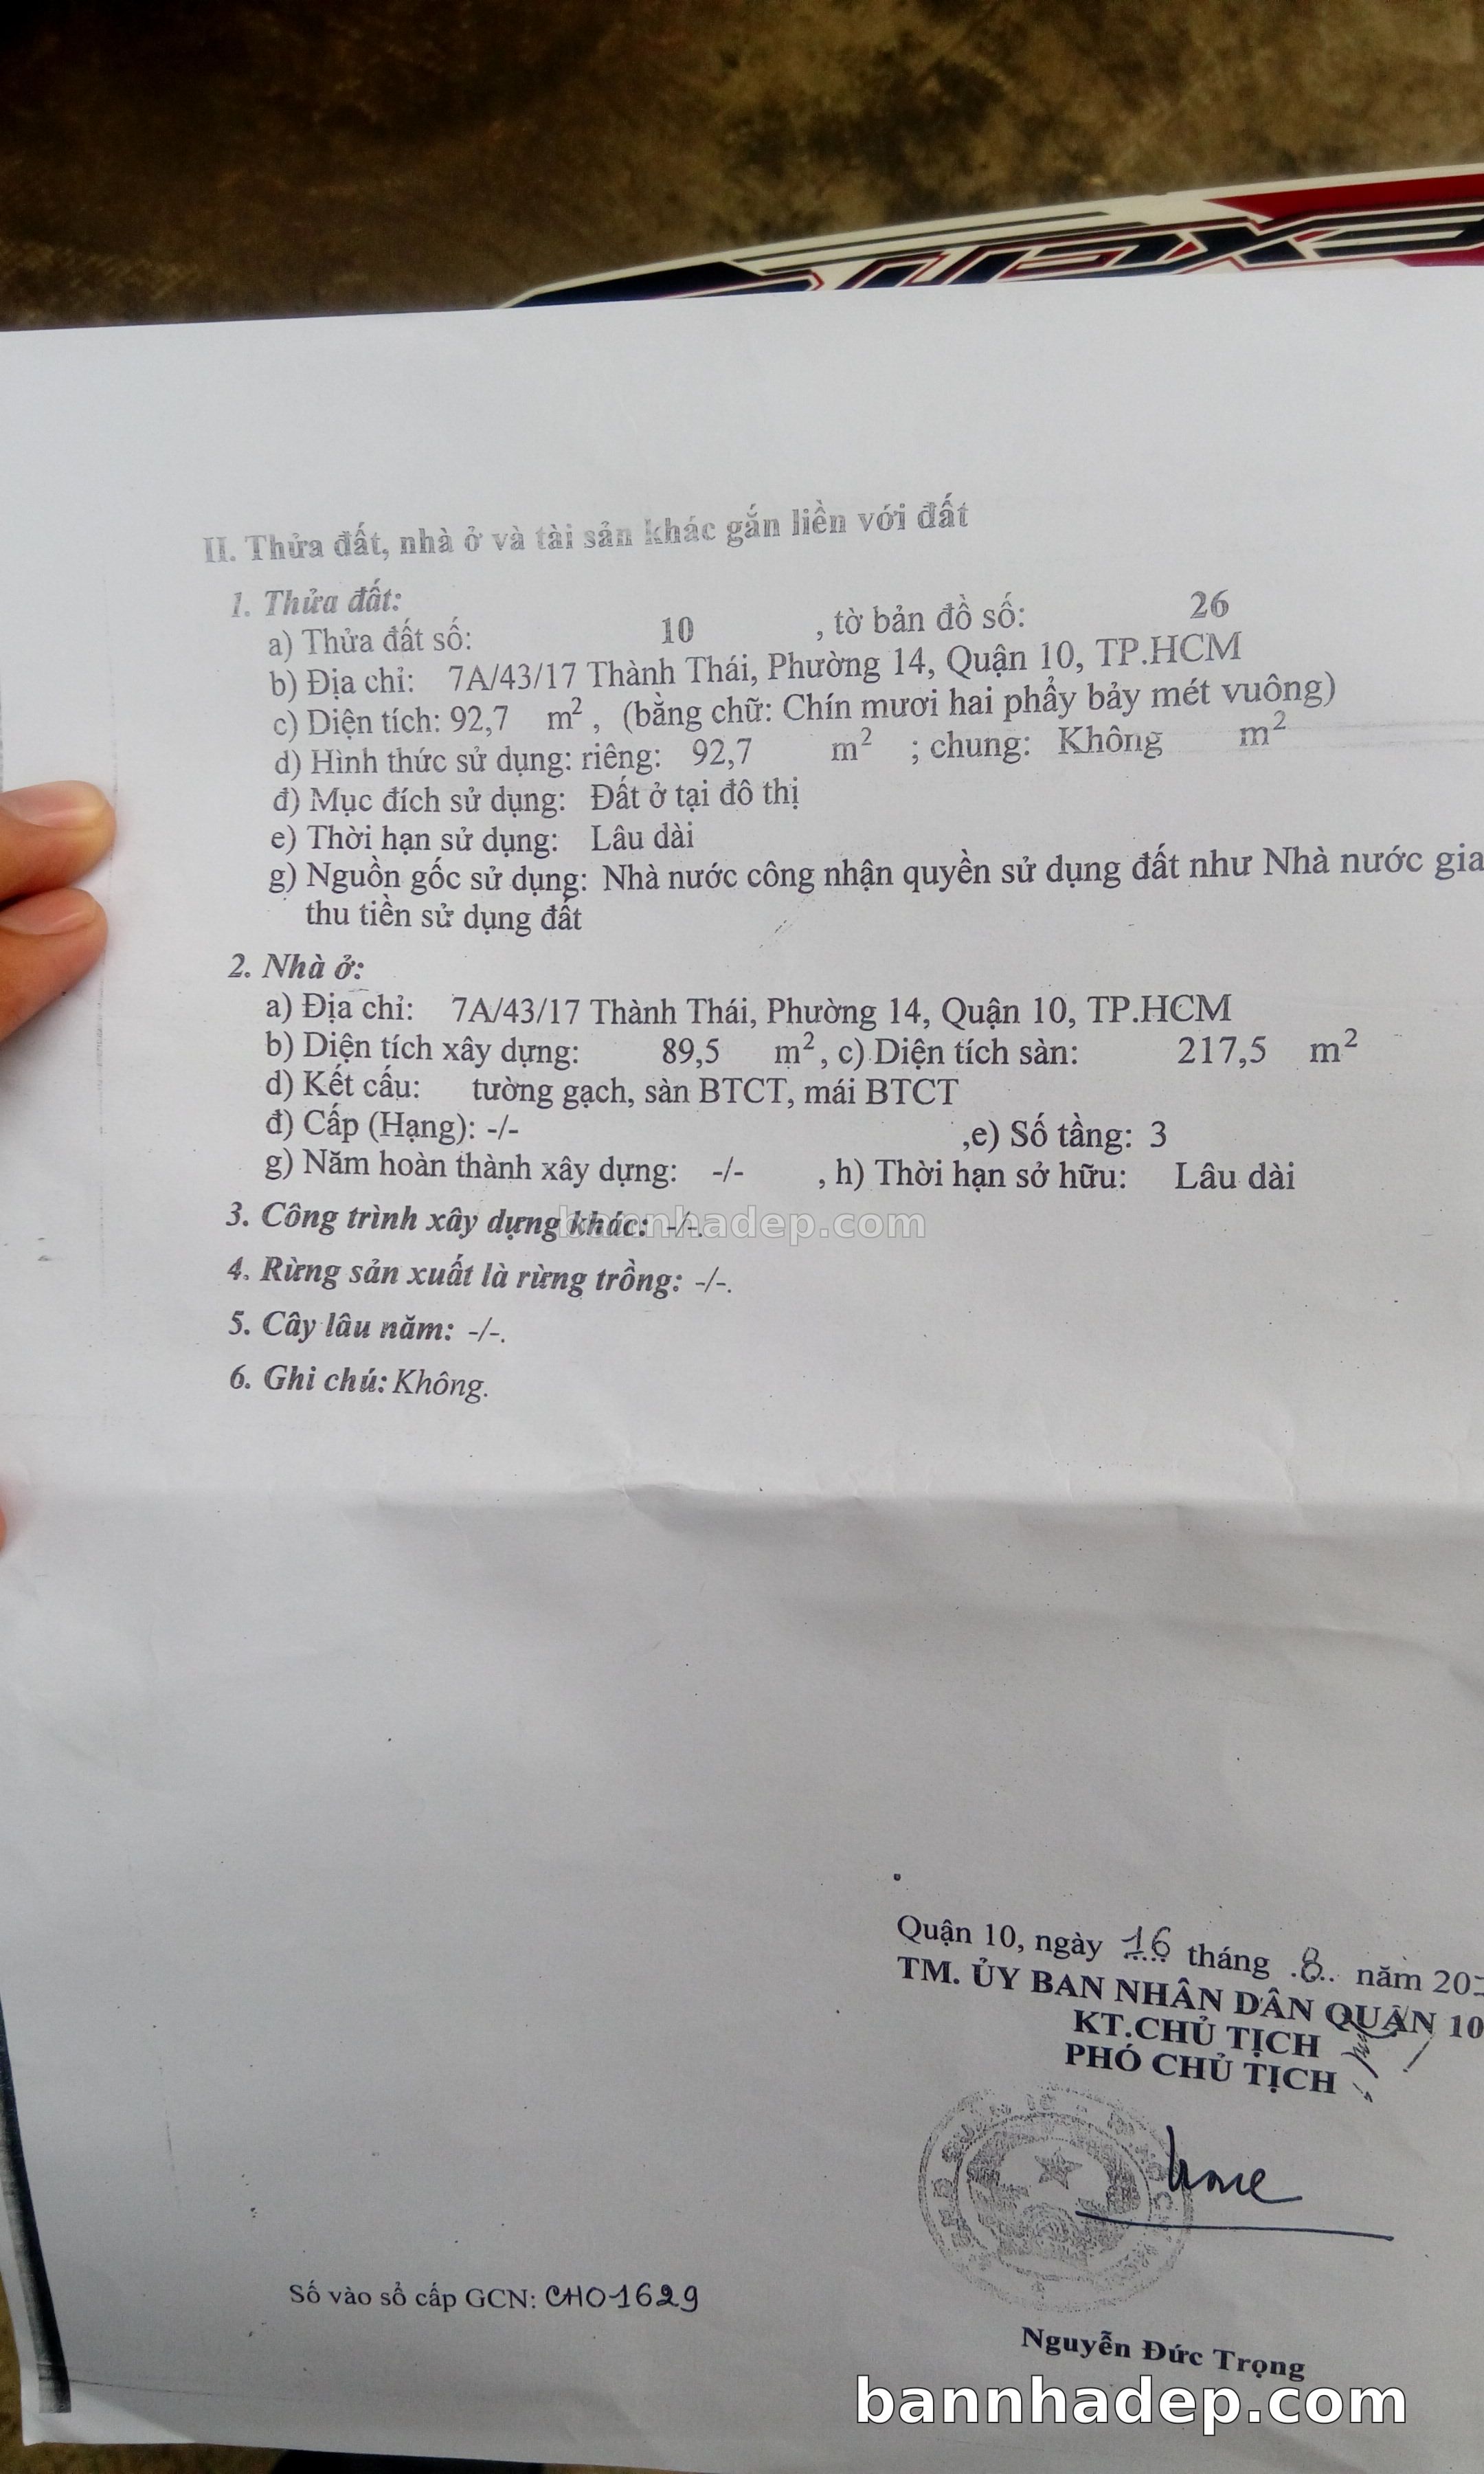 II. Thửa đất, nhà ở và tài sản khác gắn liền với đất
1. Thửa đất:
a) Thửa đất số: 10 , tờ bản đồ số: 26
b) Địa chỉ: 7A/43/17 Thành Thái, Phường 14, Quận 10, TP.HCM
c) Diện tích: 92,7 m², (bằng chữ: Chín mươi hai phẩy bảy mét vuông)
d) Hình thức sử dụng: riêng: 92,7 m² ; chung: Không m²
đ) Mục đích sử dụng: Đất ở tại đô thị
e) Thời hạn sử dụng: Lâu dài
g) Nguồn gốc sử dụng: Nhà nước công nhận quyền sử dụng đất như Nhà nước gia
thu tiền sử dụng đất
2. Nhà ở:
a) Địa chỉ: 7A/43/17 Thành Thái, Phường 14, Quận 10, TP.HCM
b) Diện tích xây dựng: 89,5 m², c) Diện tích sàn: 217,5 m²
d) Kết cấu: tường gạch, sàn BTCT, mái BTCT
đ) Cấp (Hạng): -/- ,e) Số tầng: 3
g) Năm hoàn thành xây dựng: -/- , h) Thời hạn sở hữu: Lâu dài
3. Công trình xây dựng khác: -/-.
bannhadep.com
4. Rừng sản xuất là rừng trồng: -/-.
5. Cây lâu năm: -/-.
6. Ghi chú: Không.
Quận 10, ngày 16 tháng 8 năm 20
TM. ỦY BAN NHÂN DÂN QUẬN 10
KT.CHỦ TỊCH
PHÓ CHỦ TỊCH
Số vào sổ cấp GCN: CH01629
Nguyễn Đức Trọng
bannhadep.com